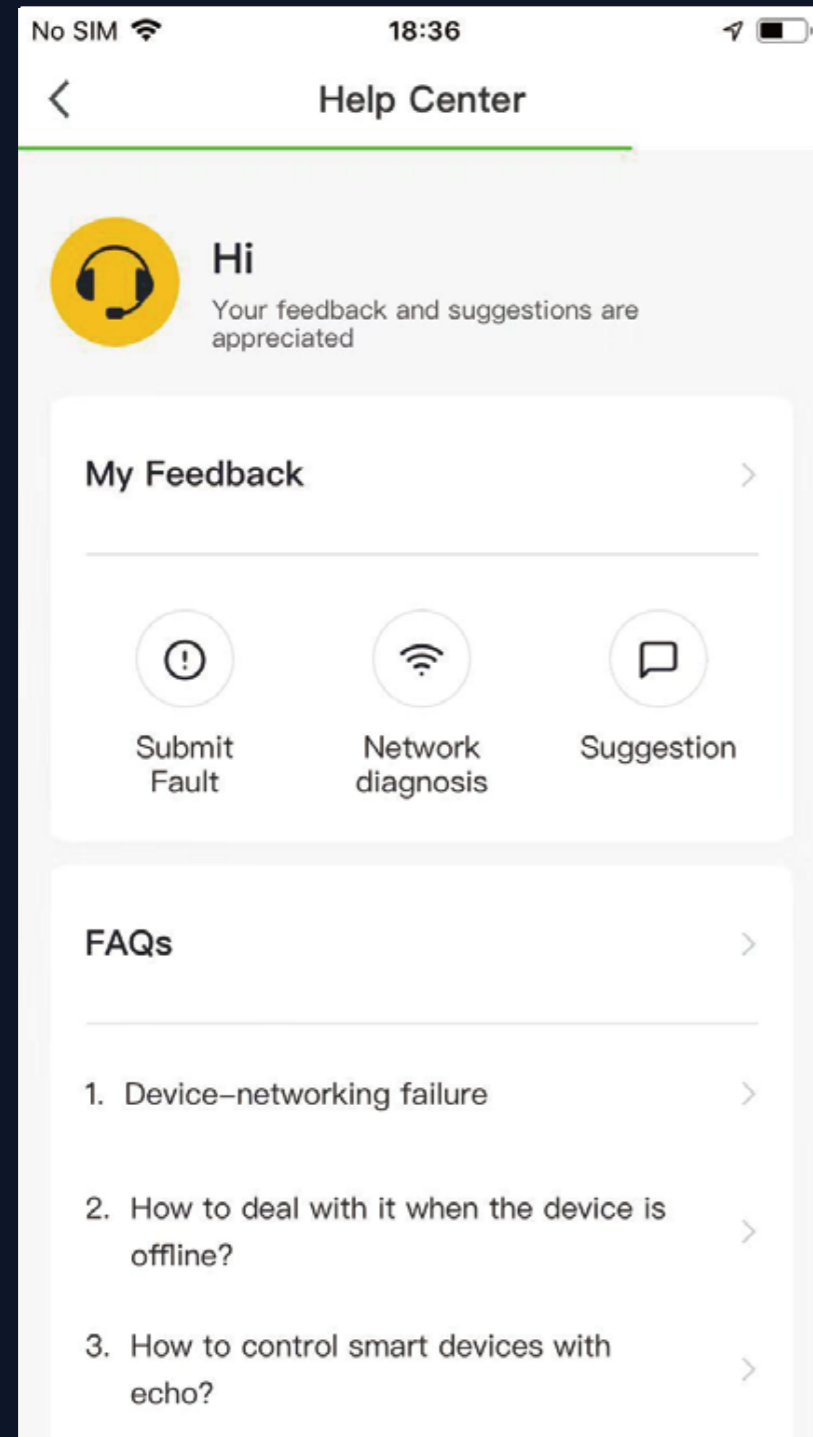 No SIM 18:36
Help Center
Hi
Your feedback and suggestions are
appreciated
My Feedback
Submit
Fault
Network
diagnosis
Suggestion
FAQs
1. Device-networking failure
2. How to deal with it when the device is
offline?
3. How to control smart devices with
echo?